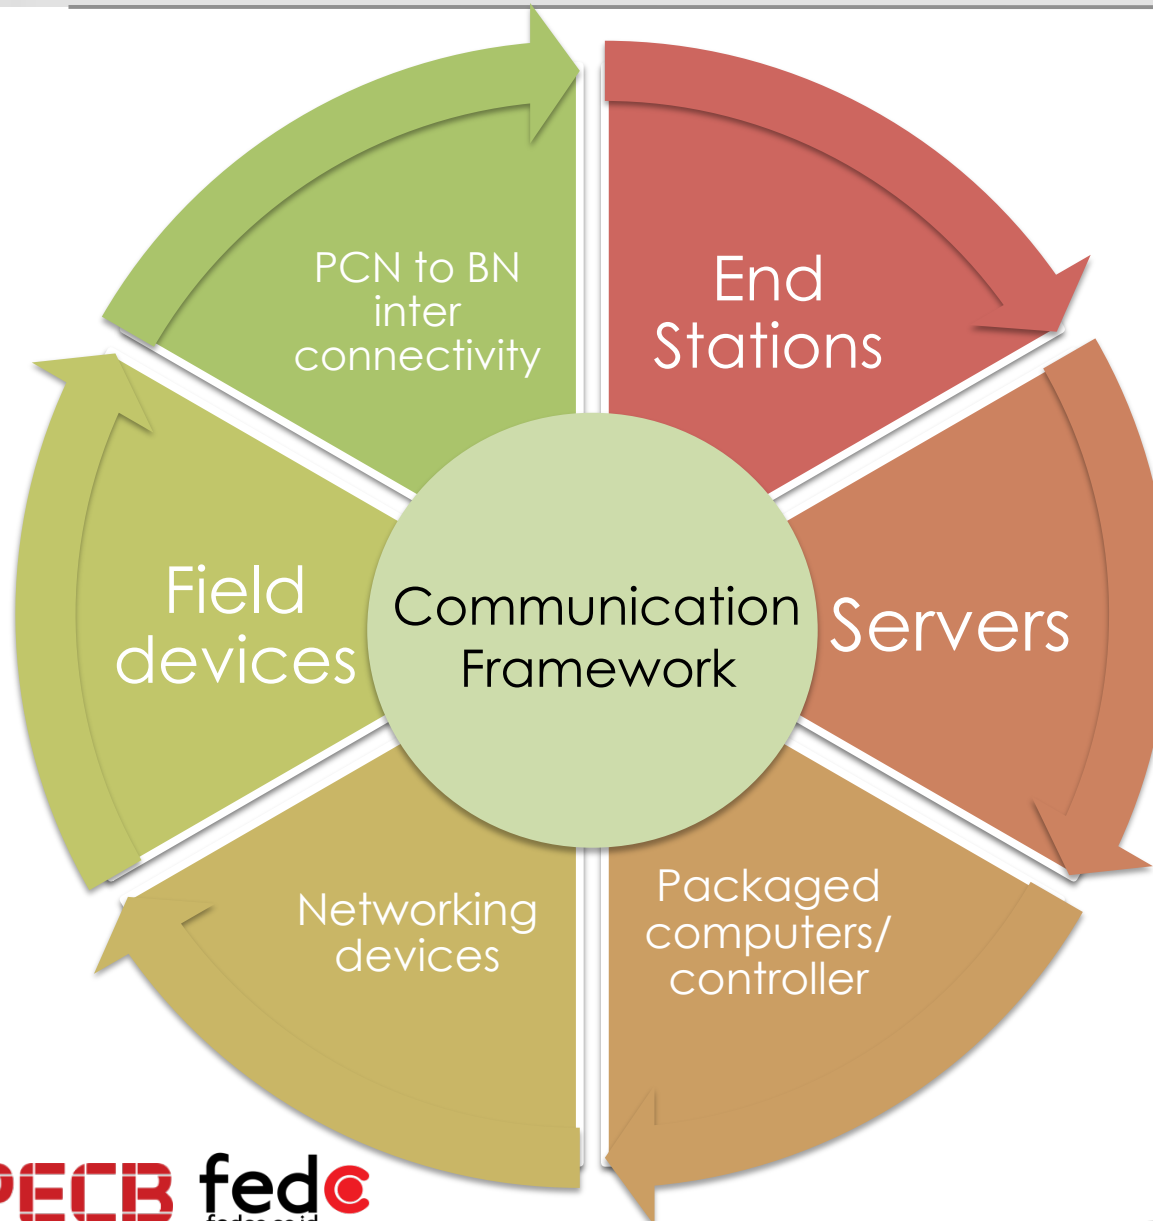 PCN to BN
inter
connectivity
End
Stations
Servers
Packaged
computers/
controller
Networking
devices
Field
devices
Communication
Framework
PECB
fedc